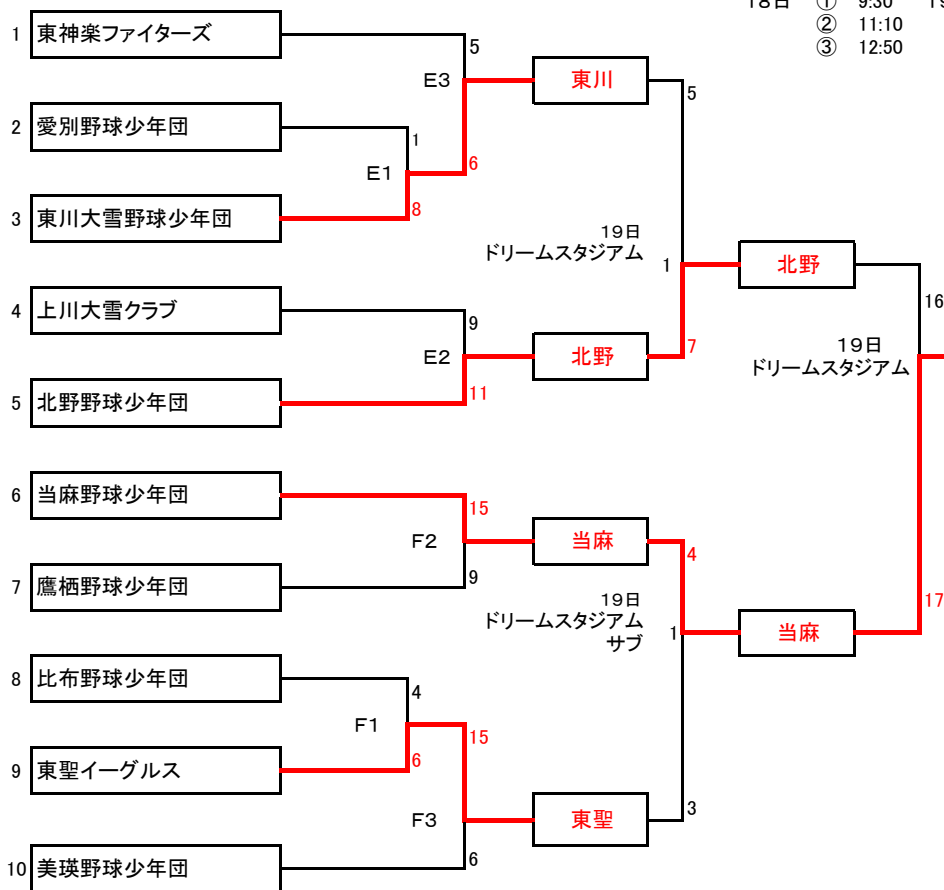 18日 ① 9:30 19
② 11:10
③ 12:50
1 東神楽ファイターズ
5
E3
東川
5
2 愛別野球少年団
1
E1
6
8
3 東川大雪野球少年団
19日
ドリームスタジアム
1
北野
4 上川大雪クラブ
9
E2
北野
7
11
16
19日
ドリームスタジアム
5 北野野球少年団
6 当麻野球少年団
15
F2
当麻
4
9
7 鷹栖野球少年団
19日
ドリームスタジアム
サブ
1
当麻
17
8 比布野球少年団
4
F1
15
6
9 東聖イーグルス
F3
東聖
3
6
10 美瑛野球少年団